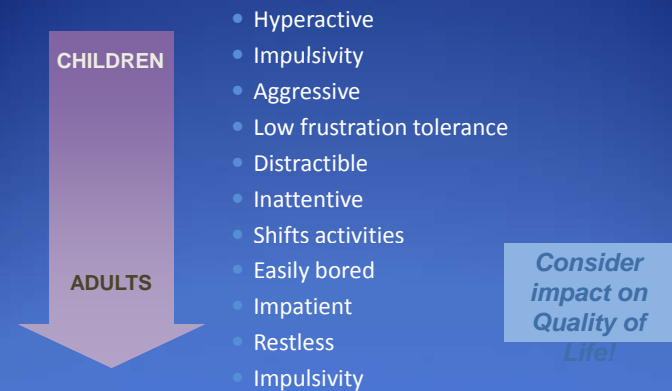 CHILDREN
ADULTS
Hyperactive
Impulsivity
Aggressive
Low frustration tolerance
Distractible
Inattentive
Shifts activities
Easily bored
Impatient
Restless
Impulsivity
Consider
impact on
Quality of
Life!